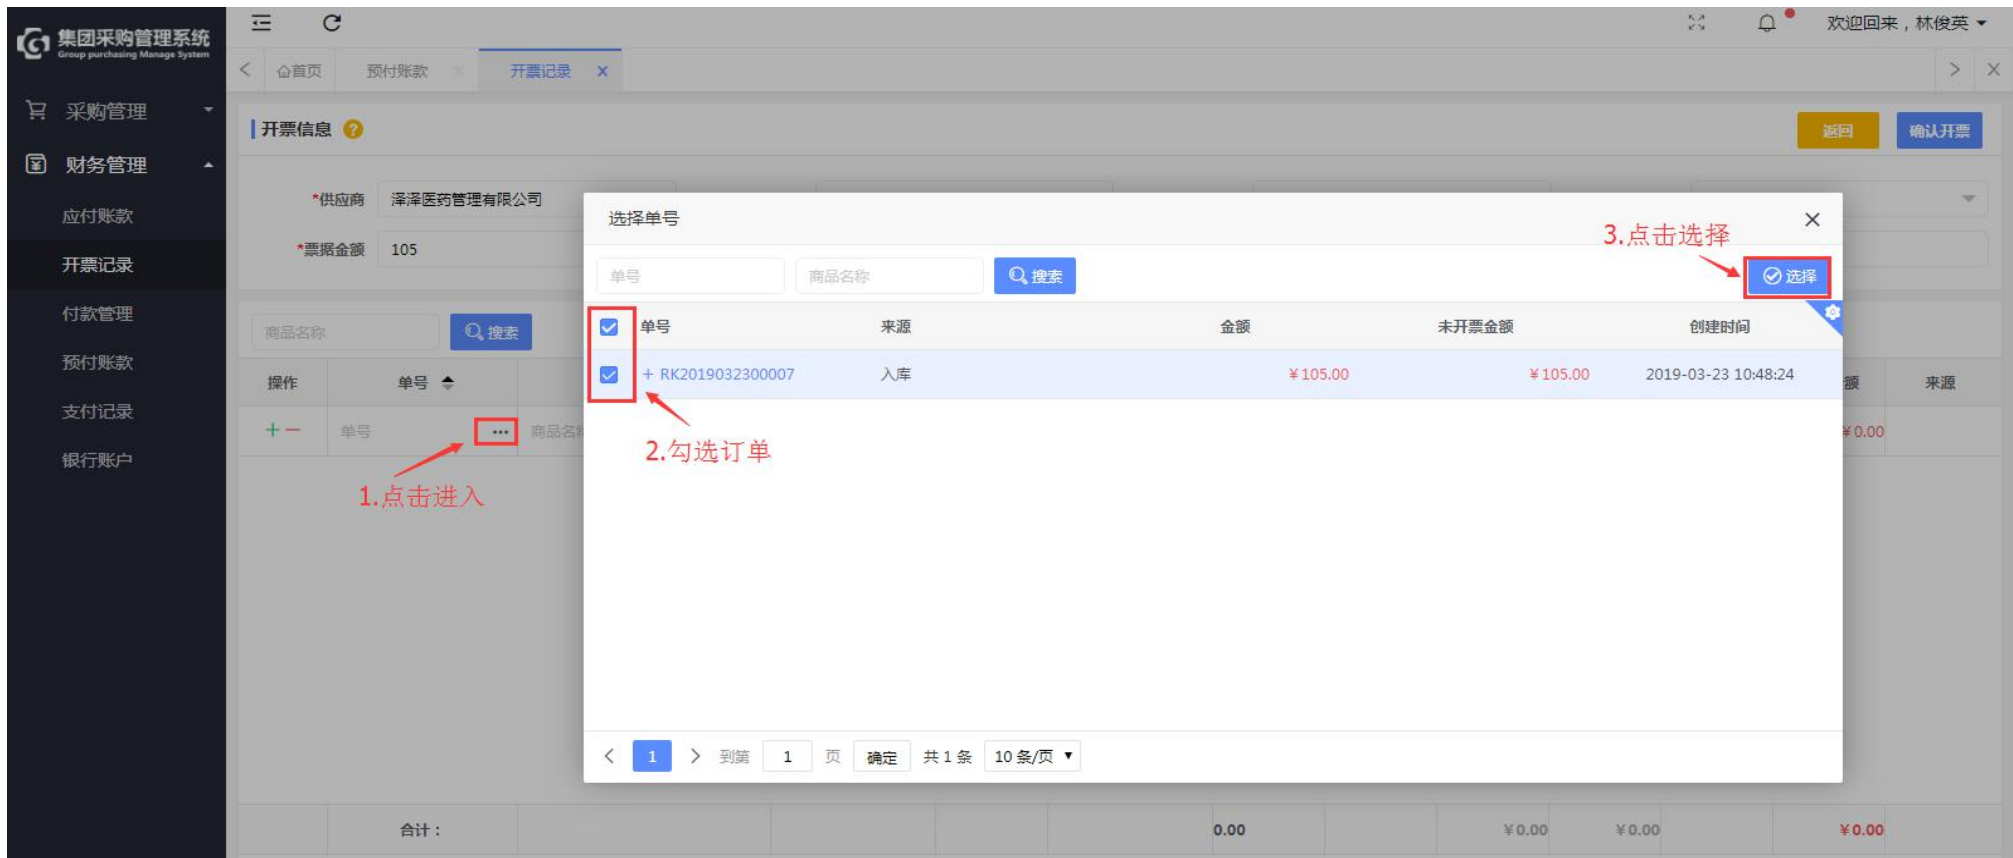 集团采购管理系统
Group purchasing Manage System
欢迎回来，林俊英
首页 预付账款 开票记录
采购管理
财务管理
应付账款
开票记录
付款管理
预付账款
支付记录
银行账户
开票信息
返回 确认开票
*供应商 泽泽医药管理有限公司
*票据金额 105
商品名称 搜索
操作 单号 额 来源
单号 ••• 商品名称 ¥0.00
1.点击进入
选择单号
3.点击选择
单号 商品名称 搜索 选择
单号 来源 金额 未开票金额 创建时间
+ RK2019032300007 入库 ¥105.00 ¥105.00 2019-03-23 10:48:24
2.勾选订单
1 到第 1 页 确定 共 1 条 10 条/页
合计： 0.00 ¥0.00 ¥0.00 ¥0.00